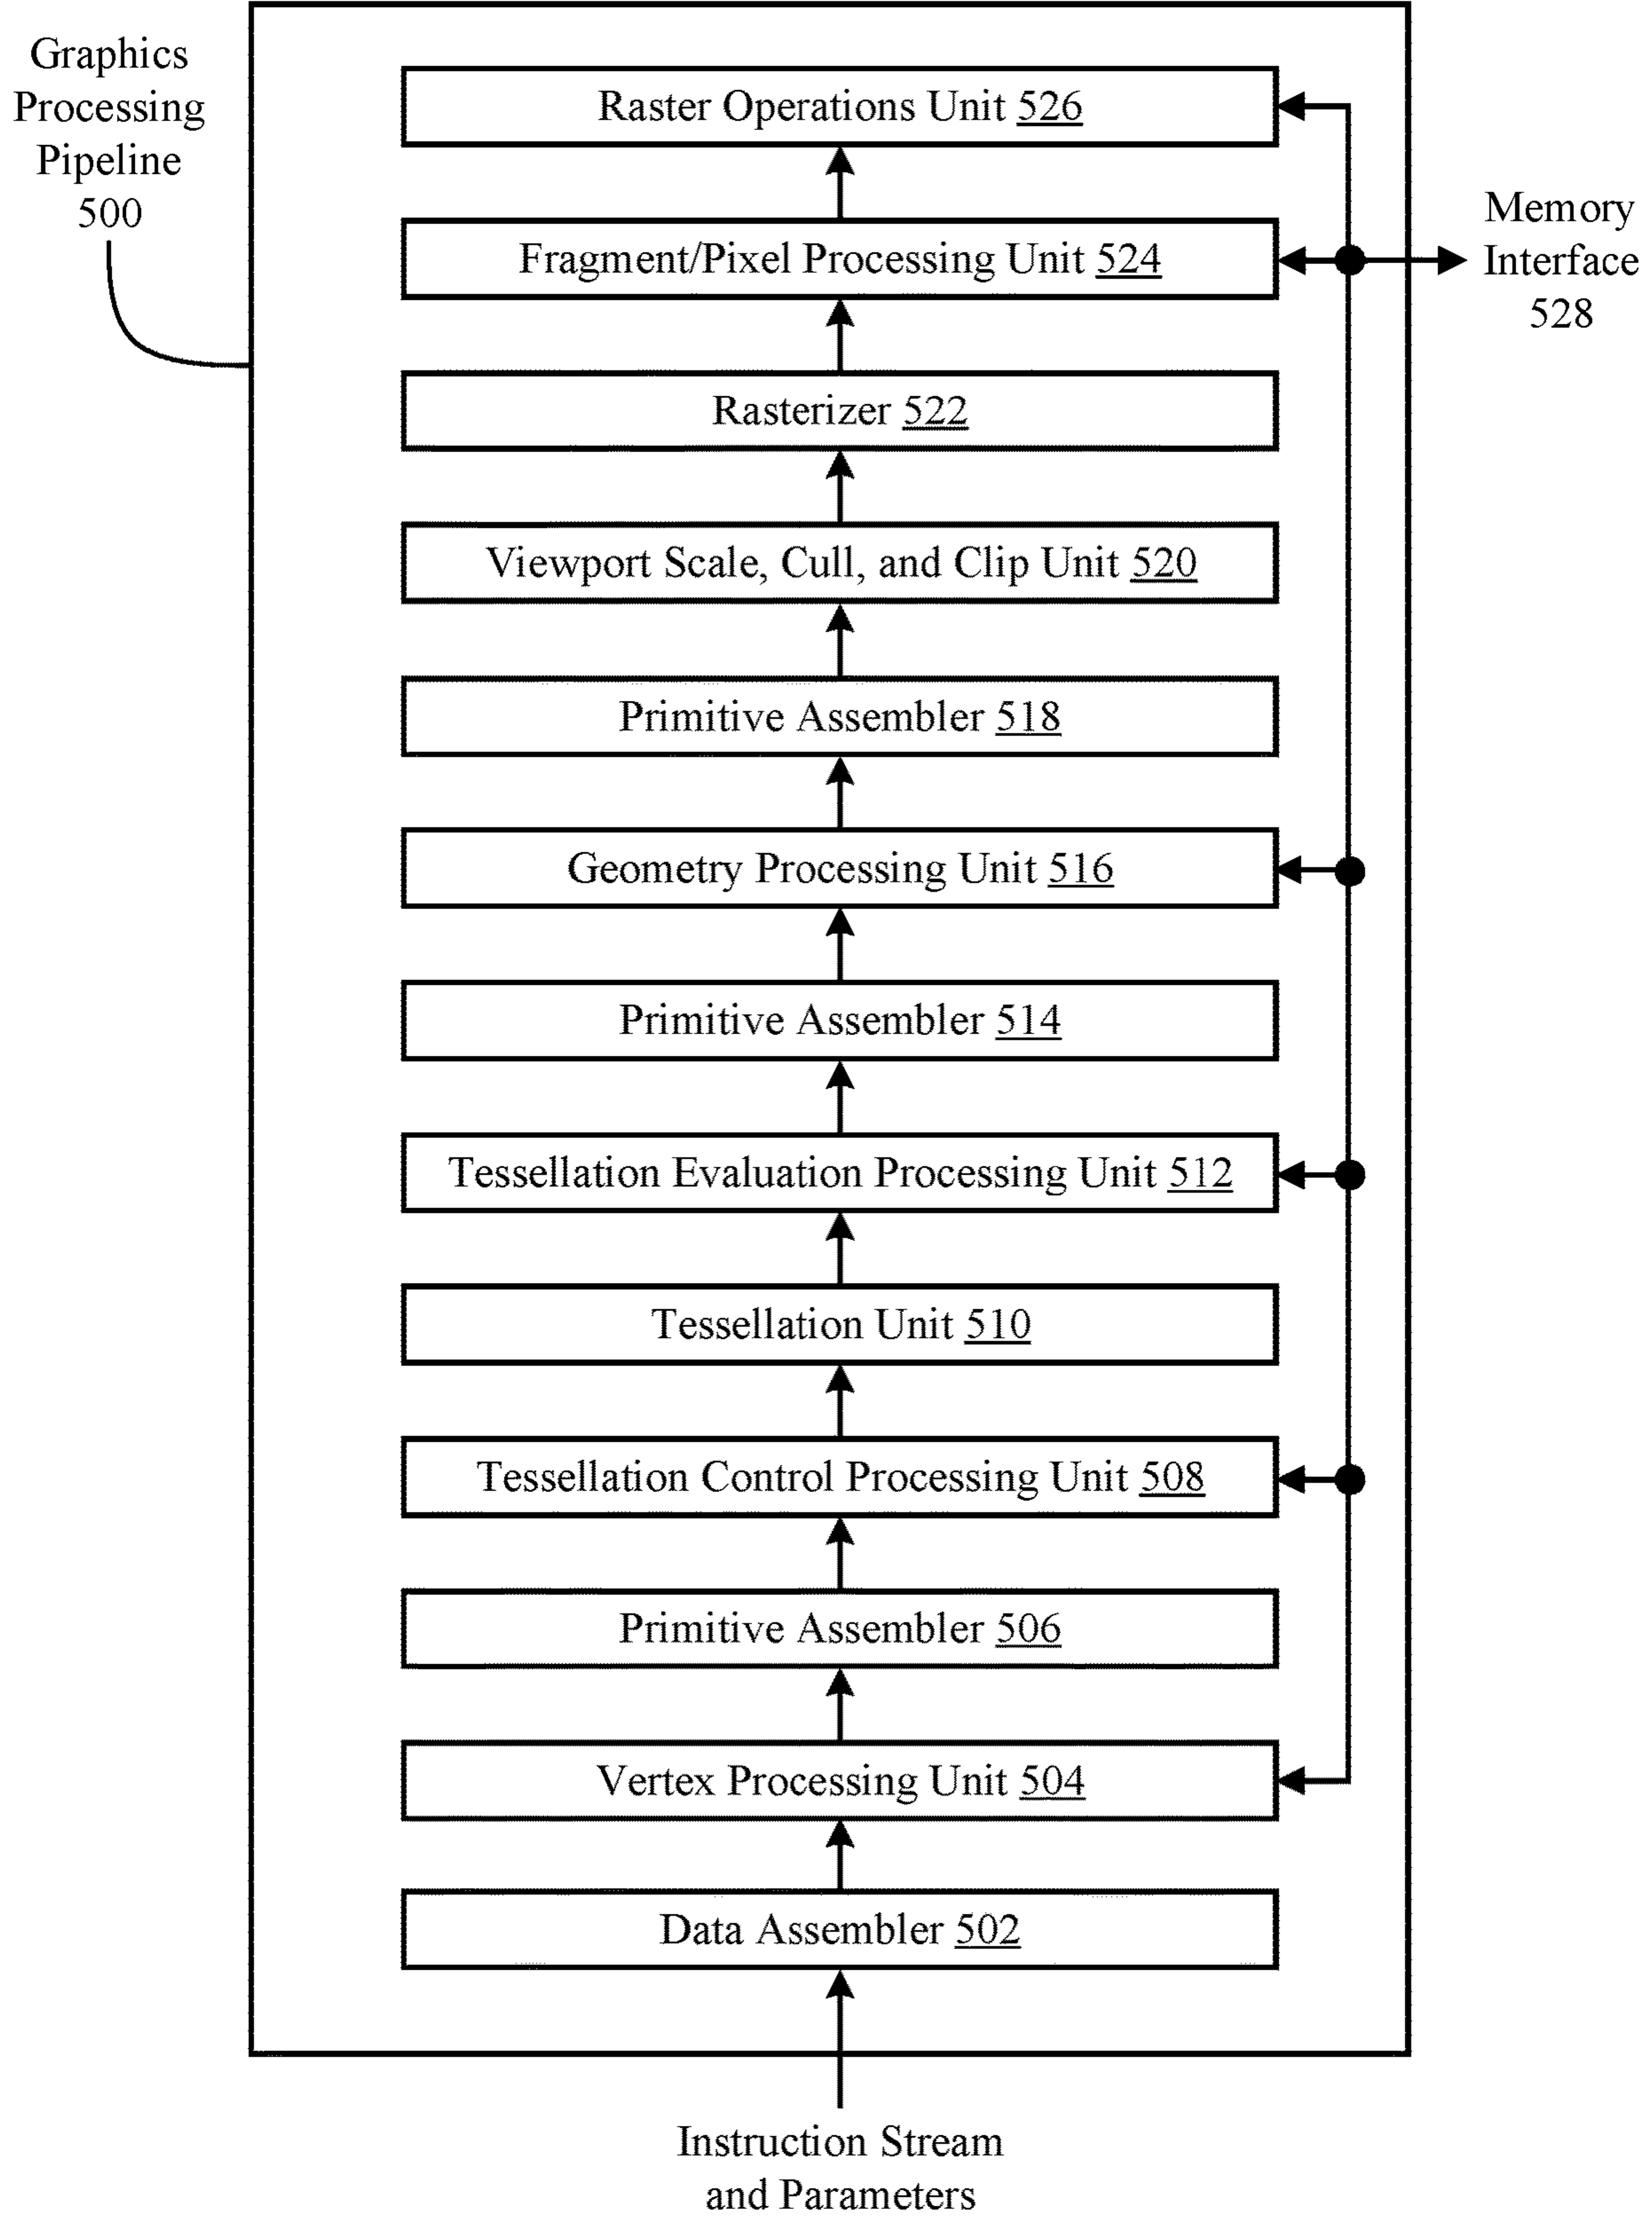 Graphics
Processing
Pipeline
500
Raster Operations Unit 526
Fragment/Pixel Processing Unit 524
Memory
Interface
528
Rasterizer 522
Viewport Scale, Cull, and Clip Unit 520
Primitive Assembler 518
Geometry Processing Unit 516
Primitive Assembler 514
Tessellation Evaluation Processing Unit 512
Tessellation Unit 510
Tessellation Control Processing Unit 508
Primitive Assembler 506
Vertex Processing Unit 504
Data Assembler 502
Instruction Stream
and Parameters